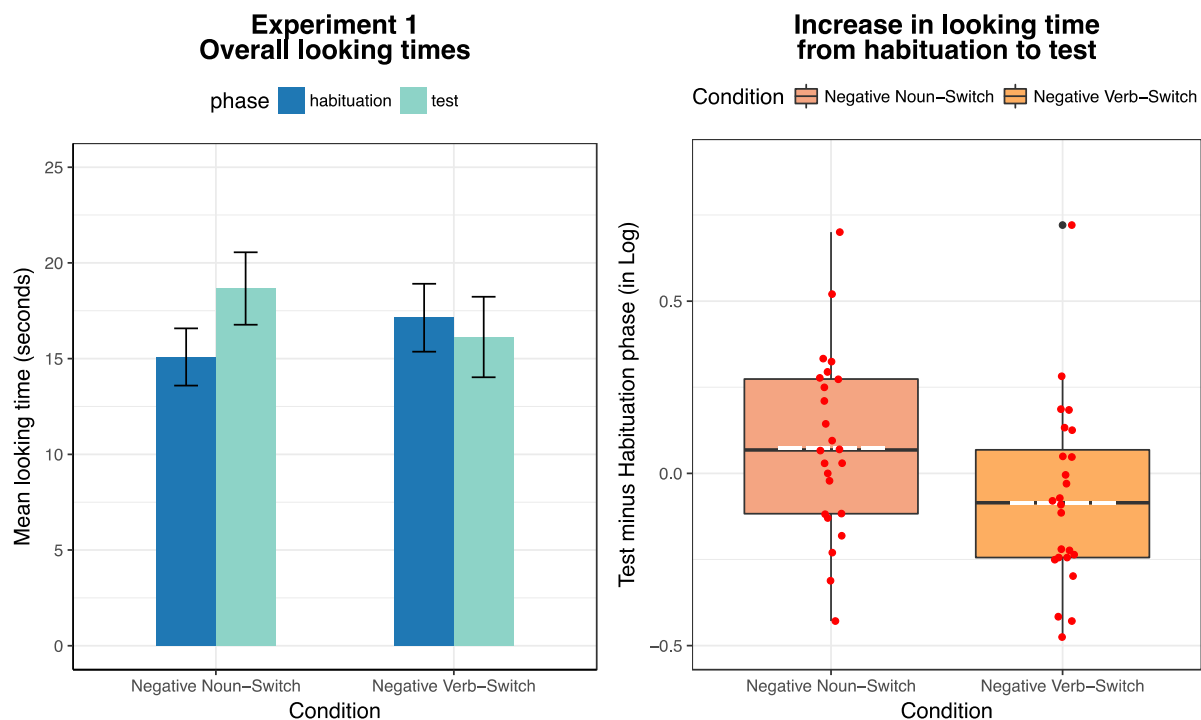 Experiment 1
Overall looking times
phase habituation test
25
20
15
10
5
0
Mean looking time (seconds)
Negative Noun−Switch Negative Verb−Switch
Condition
Increase in looking time
from habituation to test
Condition Negative Noun−Switch Negative Verb−Switch
0.5
0.0
−0.5
Test minus Habituation phase (in Log)
Negative Noun−Switch Negative Verb−Switch
Condition